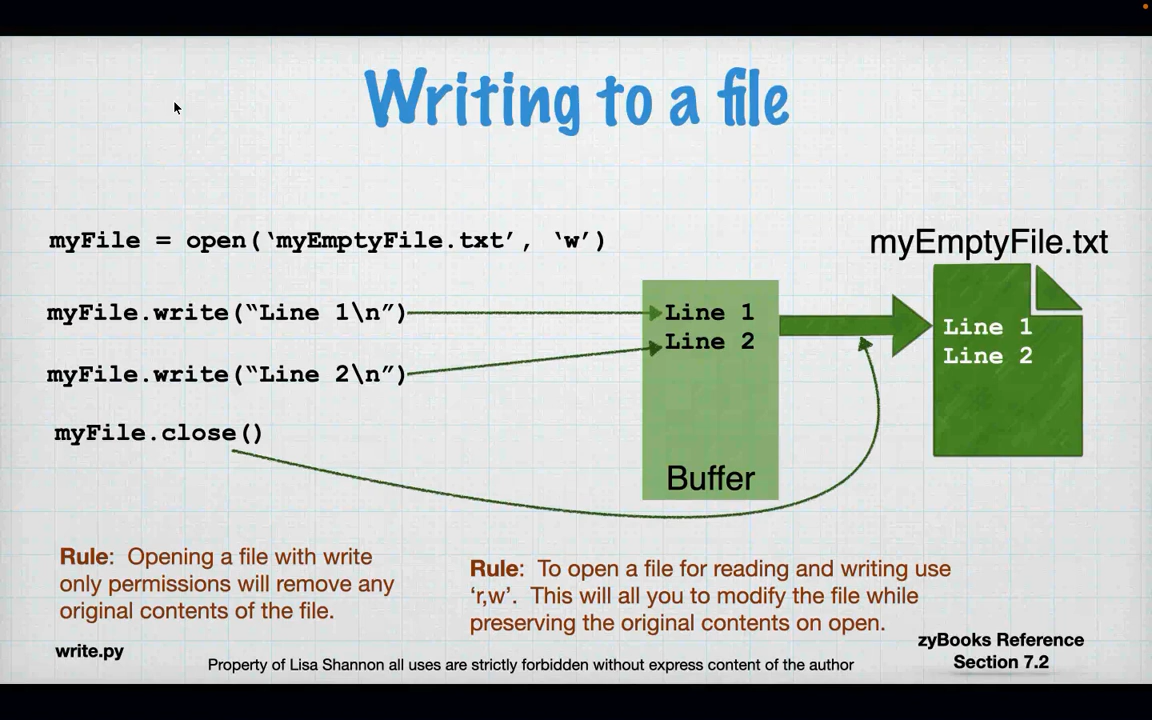 Writing to a file
myFile = open(‘myEmptyFile.txt’, ‘w’)
myEmptyFile.txt
myFile.write(“Line 1\n”)
myFile.write(“Line 2\n”)
myFile.close()
Line 1
Line 2
Buffer
Line 1
Line 2
Rule: Opening a file with write
only permissions will remove any
original contents of the file.
Rule: To open a file for reading and writing use
‘r,w’. This will all you to modify the file while
preserving the original contents on open.
write.py
Property of Lisa Shannon all uses are strictly forbidden without express content of the author
zyBooks Reference
Section 7.2